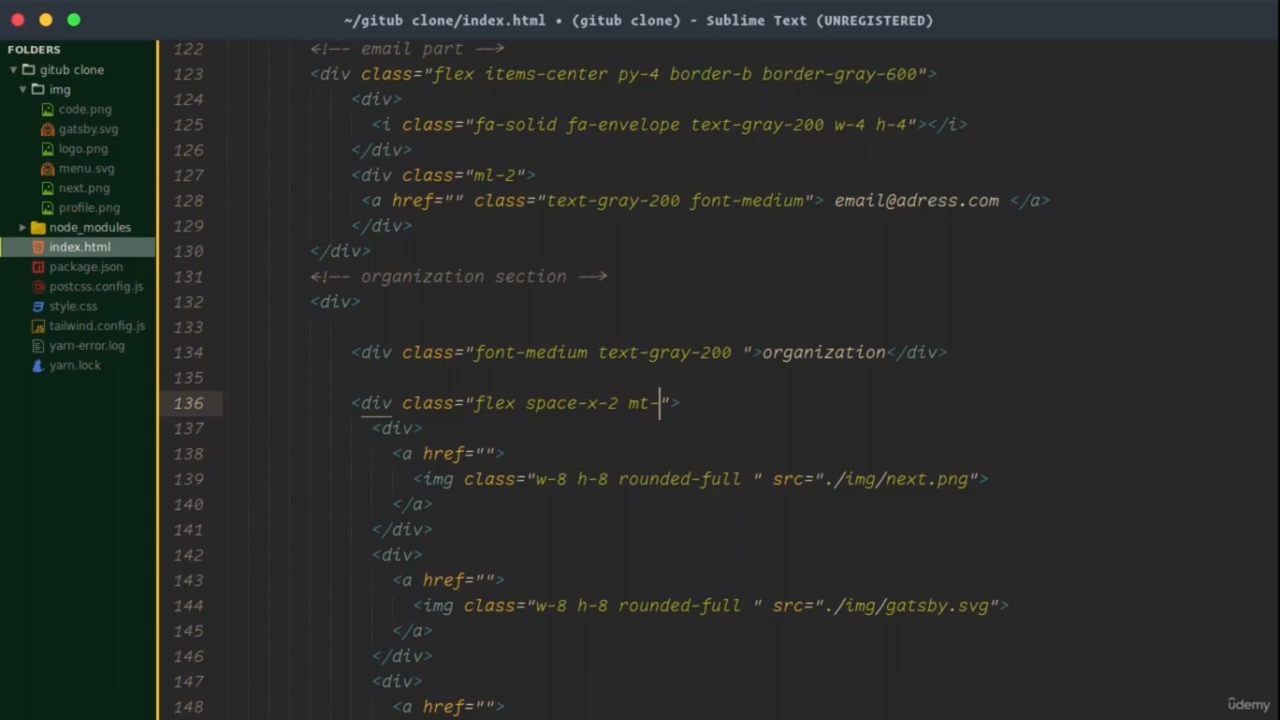 ~/gitub clone/index.html • (gitub clone) - Sublime Text (UNREGISTERED)
FOLDERS
gitub clone
img
code.png
gatsby.svg
logo.png
menu.svg
next.png
profile.png
node_modules
index.html
package.json
postcss.config.js
style.css
tailwind.config.js
yarn-error.log
yarn.lock
122 <!-- email part -->
123 <div class="flex items-center py-4 border-b border-gray-600">
124 <div>
125 <i class="fa-solid fa-envelope text-gray-200 w-4 h-4"></i>
126 </div>
127 <div class="ml-2">
128 <a href="" class="text-gray-200 font-medium"> email@adress.com </a>
129 </div>
130 </div>
131 <!-- organization section -->
132 <div>
133
134 <div class="font-medium text-gray-200 ">organization</div>
135
136 <div class="flex space-x-2 mt-">
137 <div>
138 <a href="">
139 <img class="w-8 h-8 rounded-full " src="./img/next.png">
140 </a>
141 </div>
142 <div>
143 <a href="">
144 <img class="w-8 h-8 rounded-full " src="./img/gatsby.svg">
145 </a>
146 </div>
147 <div>
148 <a href="">
ûdemy